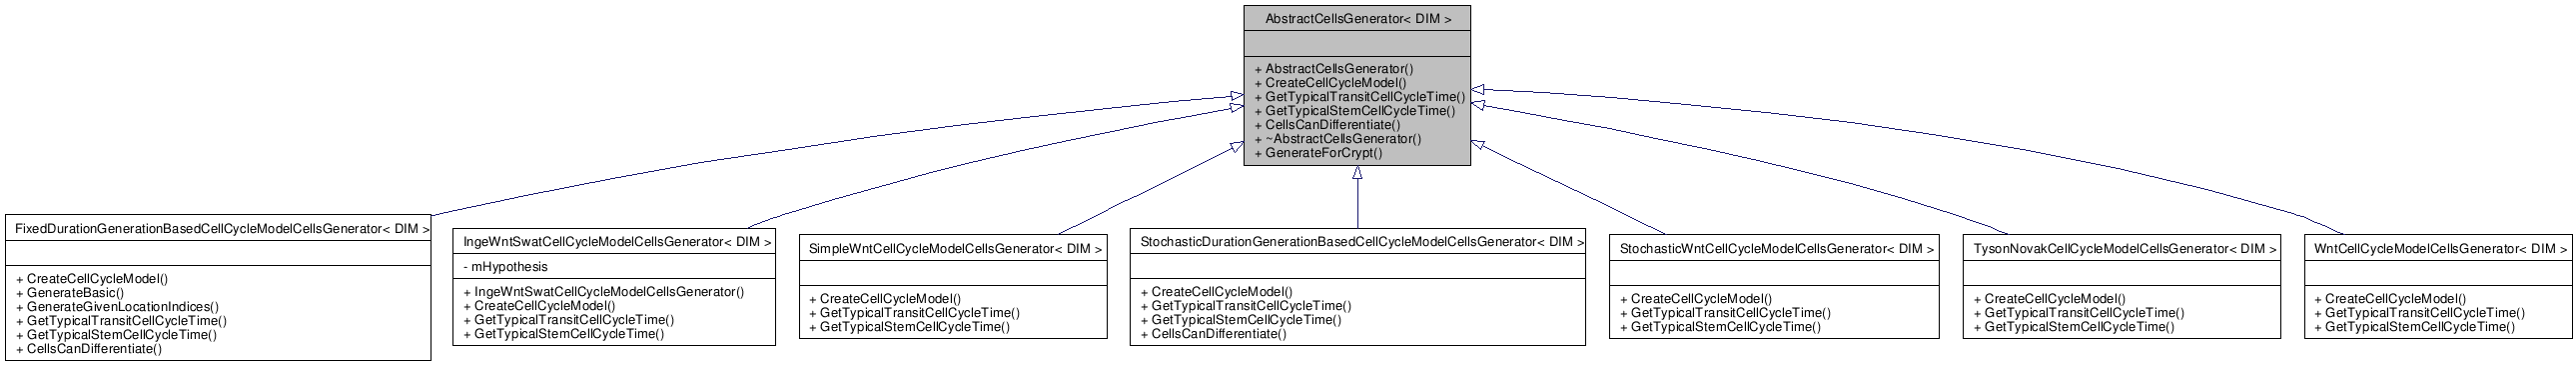 AbstractCellsGenerator< DIM >
+ AbstractCellsGenerator()
+ CreateCellCycleModel()
+ GetTypicalTransitCellCycleTime()
+ GetTypicalStemCellCycleTime()
+ CellsCanDifferentiate()
+ ~AbstractCellsGenerator()
+ GenerateForCrypt()
FixedDurationGenerationBasedCellCycleModelCellsGenerator< DIM >
+ CreateCellCycleModel()
+ GenerateBasic()
+ GenerateGivenLocationIndices()
+ GetTypicalTransitCellCycleTime()
+ GetTypicalStemCellCycleTime()
+ CellsCanDifferentiate()
IngeWntSwatCellCycleModelCellsGenerator< DIM >
- mHypothesis
+ IngeWntSwatCellCycleModelCellsGenerator()
+ CreateCellCycleModel()
+ GetTypicalTransitCellCycleTime()
+ GetTypicalStemCellCycleTime()
SimpleWntCellCycleModelCellsGenerator< DIM >
+ CreateCellCycleModel()
+ GetTypicalTransitCellCycleTime()
+ GetTypicalStemCellCycleTime()
StochasticDurationGenerationBasedCellCycleModelCellsGenerator< DIM >
+ CreateCellCycleModel()
+ GetTypicalTransitCellCycleTime()
+ GetTypicalStemCellCycleTime()
+ CellsCanDifferentiate()
StochasticWntCellCycleModelCellsGenerator< DIM >
+ CreateCellCycleModel()
+ GetTypicalTransitCellCycleTime()
+ GetTypicalStemCellCycleTime()
TysonNovakCellCycleModelCellsGenerator< DIM >
+ CreateCellCycleModel()
+ GetTypicalTransitCellCycleTime()
+ GetTypicalStemCellCycleTime()
WntCellCycleModelCellsGenerator< DIM >
+ CreateCellCycleModel()
+ GetTypicalTransitCellCycleTime()
+ GetTypicalStemCellCycleTime()